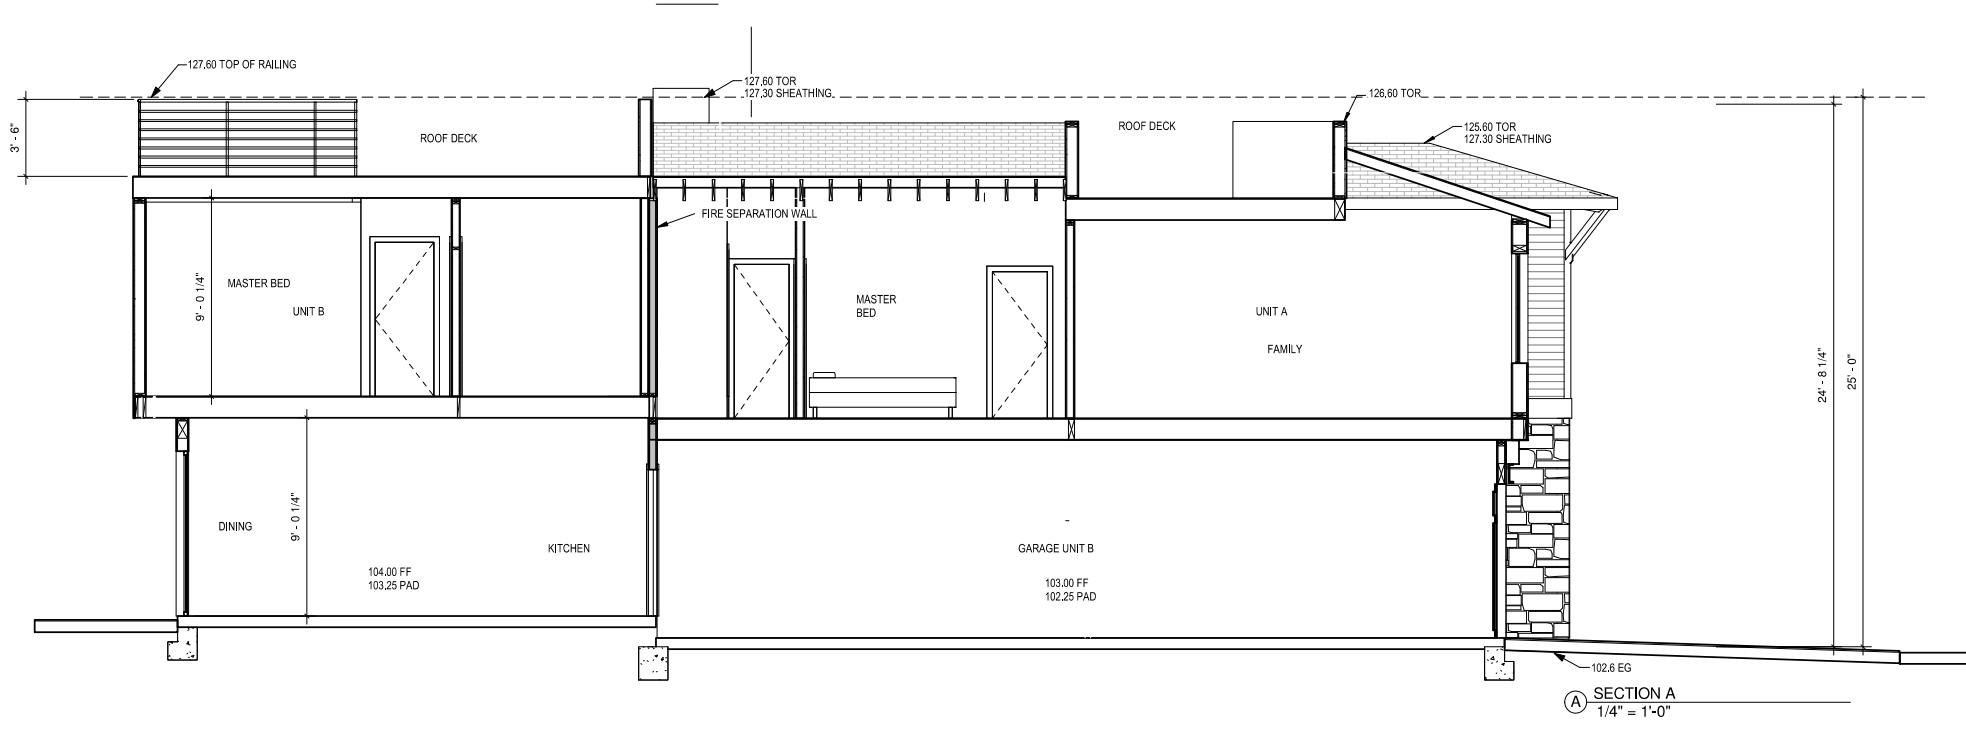 127.60 TOP OF RAILING
127.60 TOR
127.30 SHEATHING
126.60 TOR
3' - 6"
ROOF DECK
ROOF DECK
125.60 TOR
127.30 SHEATHING
FIRE SEPARATION WALL
MASTER BED
UNIT B
9' - 0 1/4"
MASTER
BED
UNIT A
FAMILY
24' - 8 1/4"
25' - 0"
DINING
9' - 0 1/4"
KITCHEN
104.00 FF
103.25 PAD
GARAGE UNIT B
103.00 FF
102.25 PAD
102.6 EG
A
SECTION A
1/4" = 1'-0"